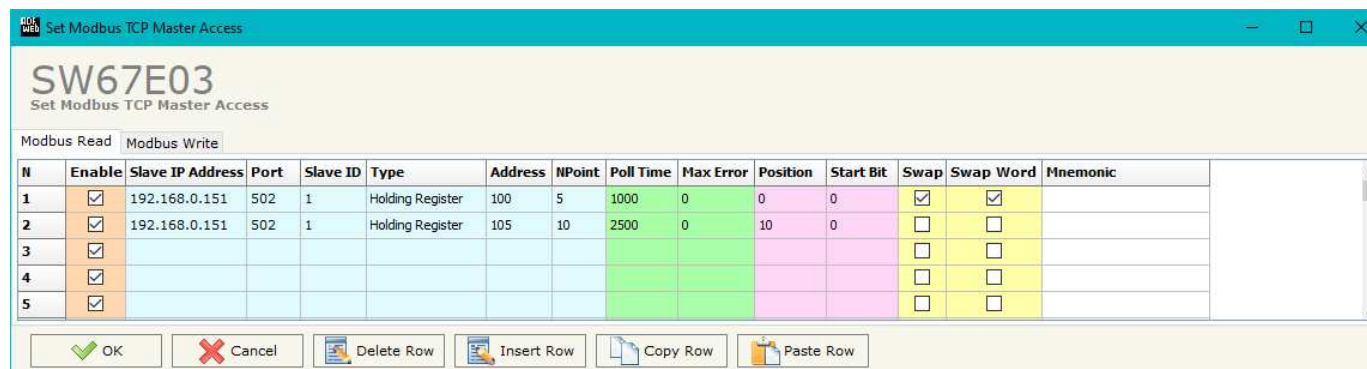 ADF WEB Set Modbus TCP Master Access
SW67E03
Set Modbus TCP Master Access
Modbus Read Modbus Write
N Enable Slave IP Address Port Slave ID Type Address NPoint Poll Time Max Error Position Start Bit Swap Swap Word Mnemonic
1 192.168.0.151 502 1 Holding Register 100 5 1000 0 0 0
2 192.168.0.151 502 1 Holding Register 105 10 2500 0 10 0
3
4
5
OK Cancel Delete Row Insert Row Copy Row Paste Row